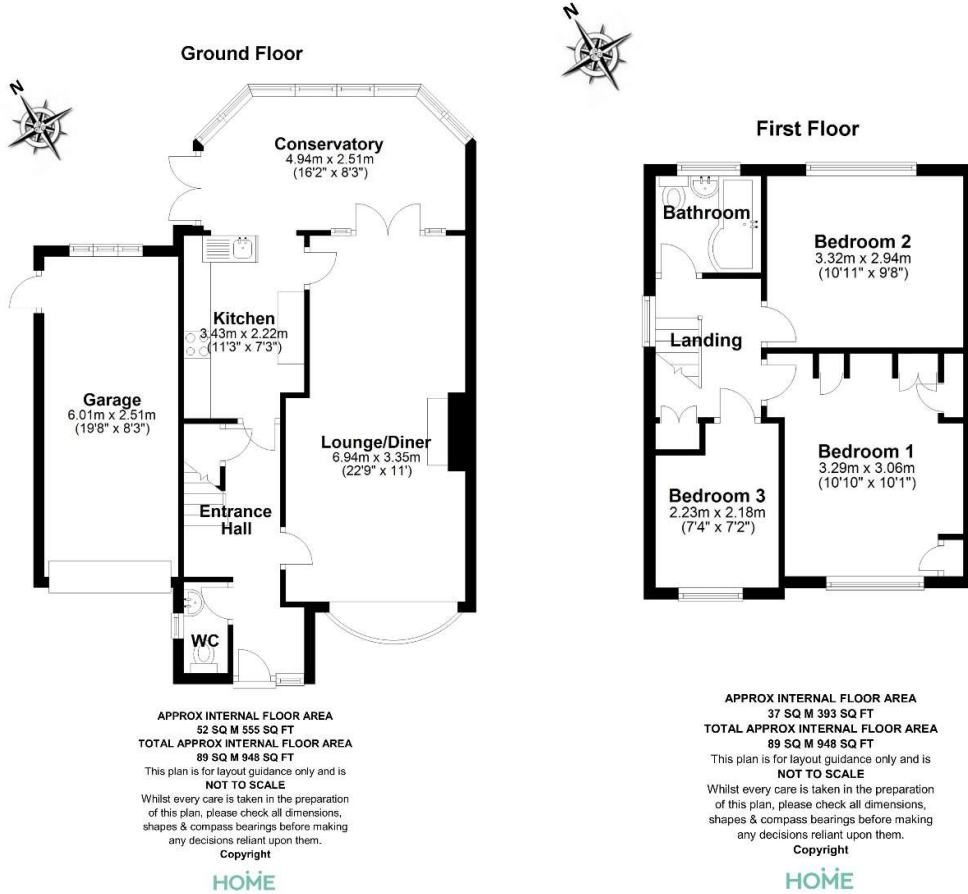 Ground Floor
N
Conservatory
4.94m x 2.51m
(16'2" x 8'3")
Kitchen
3.43m x 2.22m
(11'3" x 7'3")
Garage
6.01m x 2.51m
(19'8" x 8'3")
Lounge/Diner
6.94m x 3.35m
(22'9" x 11')
Entrance
Hall
WC
APPROX INTERNAL FLOOR AREA
52 SQ M 555 SQ FT
TOTAL APPROX INTERNAL FLOOR AREA
89 SQ M 948 SQ FT
This plan is for layout guidance only and is
NOT TO SCALE
Whilst every care is taken in the preparation
of this plan, please check all dimensions,
shapes & compass bearings before making
any decisions reliant upon them.
Copyright
HOME
N
First Floor
Bathroom
Bedroom 2
3.32m x 2.94m
(10'11" x 9'8")
Landing
Bedroom 1
3.29m x 3.06m
(10'10" x 10'1")
Bedroom 3
2.23m x 2.18m
(7'4" x 7'2")
APPROX INTERNAL FLOOR AREA
37 SQ M 393 SQ FT
TOTAL APPROX INTERNAL FLOOR AREA
89 SQ M 948 SQ FT
This plan is for layout guidance only and is
NOT TO SCALE
Whilst every care is taken in the preparation
of this plan, please check all dimensions,
shapes & compass bearings before making
any decisions reliant upon them.
Copyright
HOME